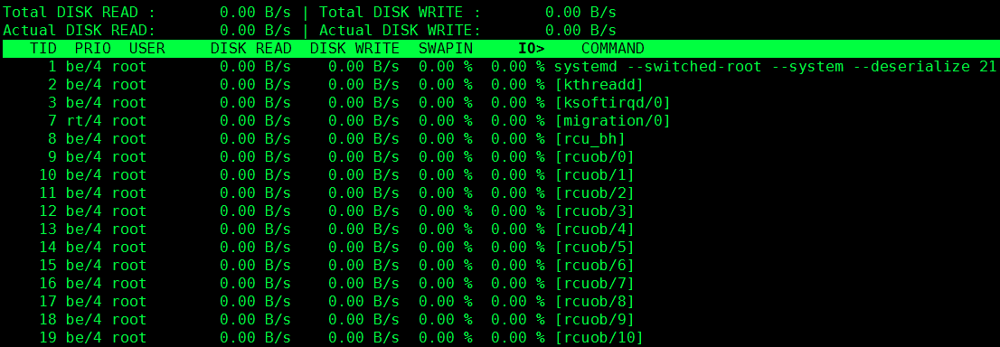 Total DISK READ :       0.00 B/s | Total DISK WRITE :       0.00 B/s
Actual DISK READ:       0.00 B/s | Actual DISK WRITE:       0.00 B/s
   TID  PRIO  USER     DISK READ  DISK WRITE  SWAPIN     IO>    COMMAND
     1 be/4 root        0.00 B/s    0.00 B/s  0.00 %  0.00 % systemd --switched-root --system --deserialize 21
     2 be/4 root        0.00 B/s    0.00 B/s  0.00 %  0.00 % [kthreadd]
     3 be/4 root        0.00 B/s    0.00 B/s  0.00 %  0.00 % [ksoftirqd/0]
     7 rt/4 root        0.00 B/s    0.00 B/s  0.00 %  0.00 % [migration/0]
     8 be/4 root        0.00 B/s    0.00 B/s  0.00 %  0.00 % [rcu_bh]
     9 be/4 root        0.00 B/s    0.00 B/s  0.00 %  0.00 % [rcuob/0]
    10 be/4 root        0.00 B/s    0.00 B/s  0.00 %  0.00 % [rcuob/1]
    11 be/4 root        0.00 B/s    0.00 B/s  0.00 %  0.00 % [rcuob/2]
    12 be/4 root        0.00 B/s    0.00 B/s  0.00 %  0.00 % [rcuob/3]
    13 be/4 root        0.00 B/s    0.00 B/s  0.00 %  0.00 % [rcuob/4]
    14 be/4 root        0.00 B/s    0.00 B/s  0.00 %  0.00 % [rcuob/5]
    15 be/4 root        0.00 B/s    0.00 B/s  0.00 %  0.00 % [rcuob/6]
    16 be/4 root        0.00 B/s    0.00 B/s  0.00 %  0.00 % [rcuob/7]
    17 be/4 root        0.00 B/s    0.00 B/s  0.00 %  0.00 % [rcuob/8]
    18 be/4 root        0.00 B/s    0.00 B/s  0.00 %  0.00 % [rcuob/9]
    19 be/4 root        0.00 B/s    0.00 B/s  0.00 %  0.00 % [rcuob/10]